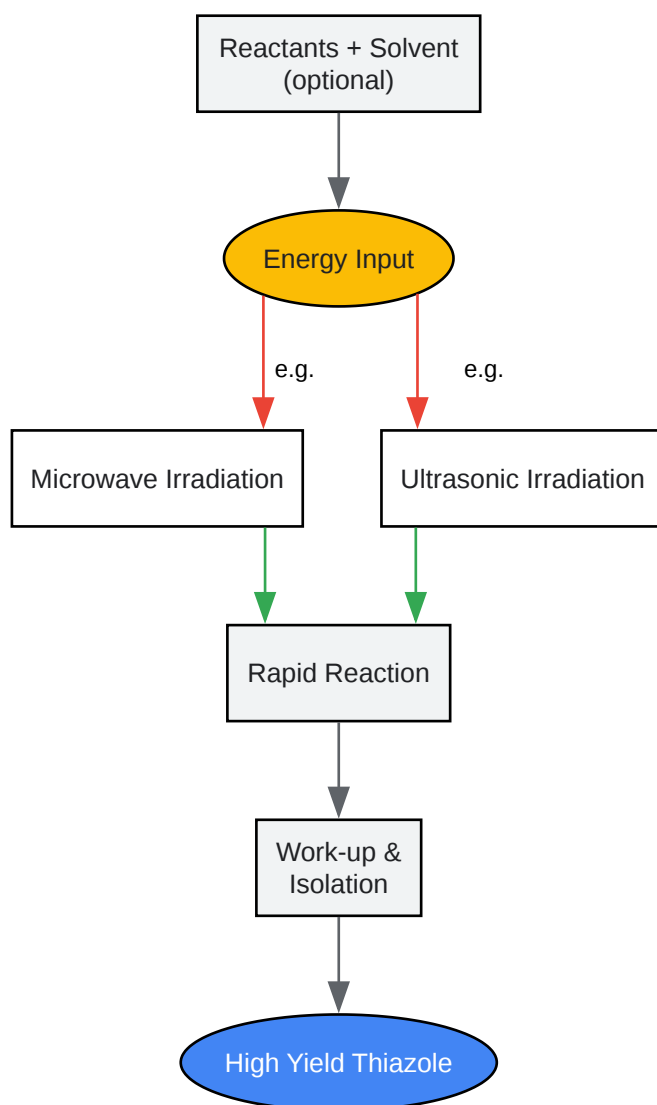 Reactants + Solvent
(optional)
Energy Input
e.g.
e.g.
Microwave Irradiation
Ultrasonic Irradiation
Rapid Reaction
Work-up &
Isolation
High Yield Thiazole